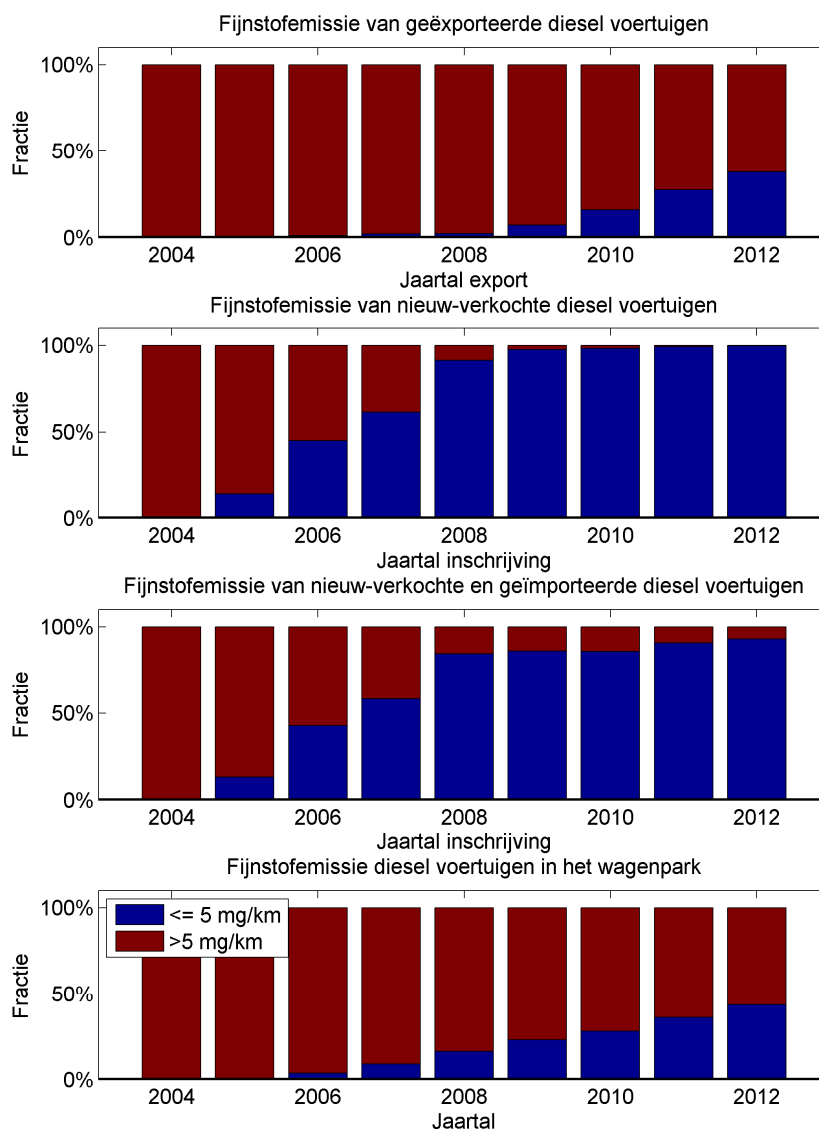 Fijnstofemissie van geëxporteerde diesel voertuigen
100%
50%
0%
Fractie
2004 2006 2008 2010 2012
Jaartal export
Fijnstofemissie van nieuw-verkochte diesel voertuigen
100%
50%
0%
Fractie
2004 2006 2008 2010 2012
Jaartal inschrijving
Fijnstofemissie van nieuw-verkochte en geïmporteerde diesel voertuigen
100%
50%
0%
Fractie
2004 2006 2008 2010 2012
Jaartal inschrijving
Fijnstofemissie diesel voertuigen in het wagenpark
<= 5 mg/km
>5 mg/km
100%
50%
0%
Fractie
2004 2006 2008 2010 2012
Jaartal